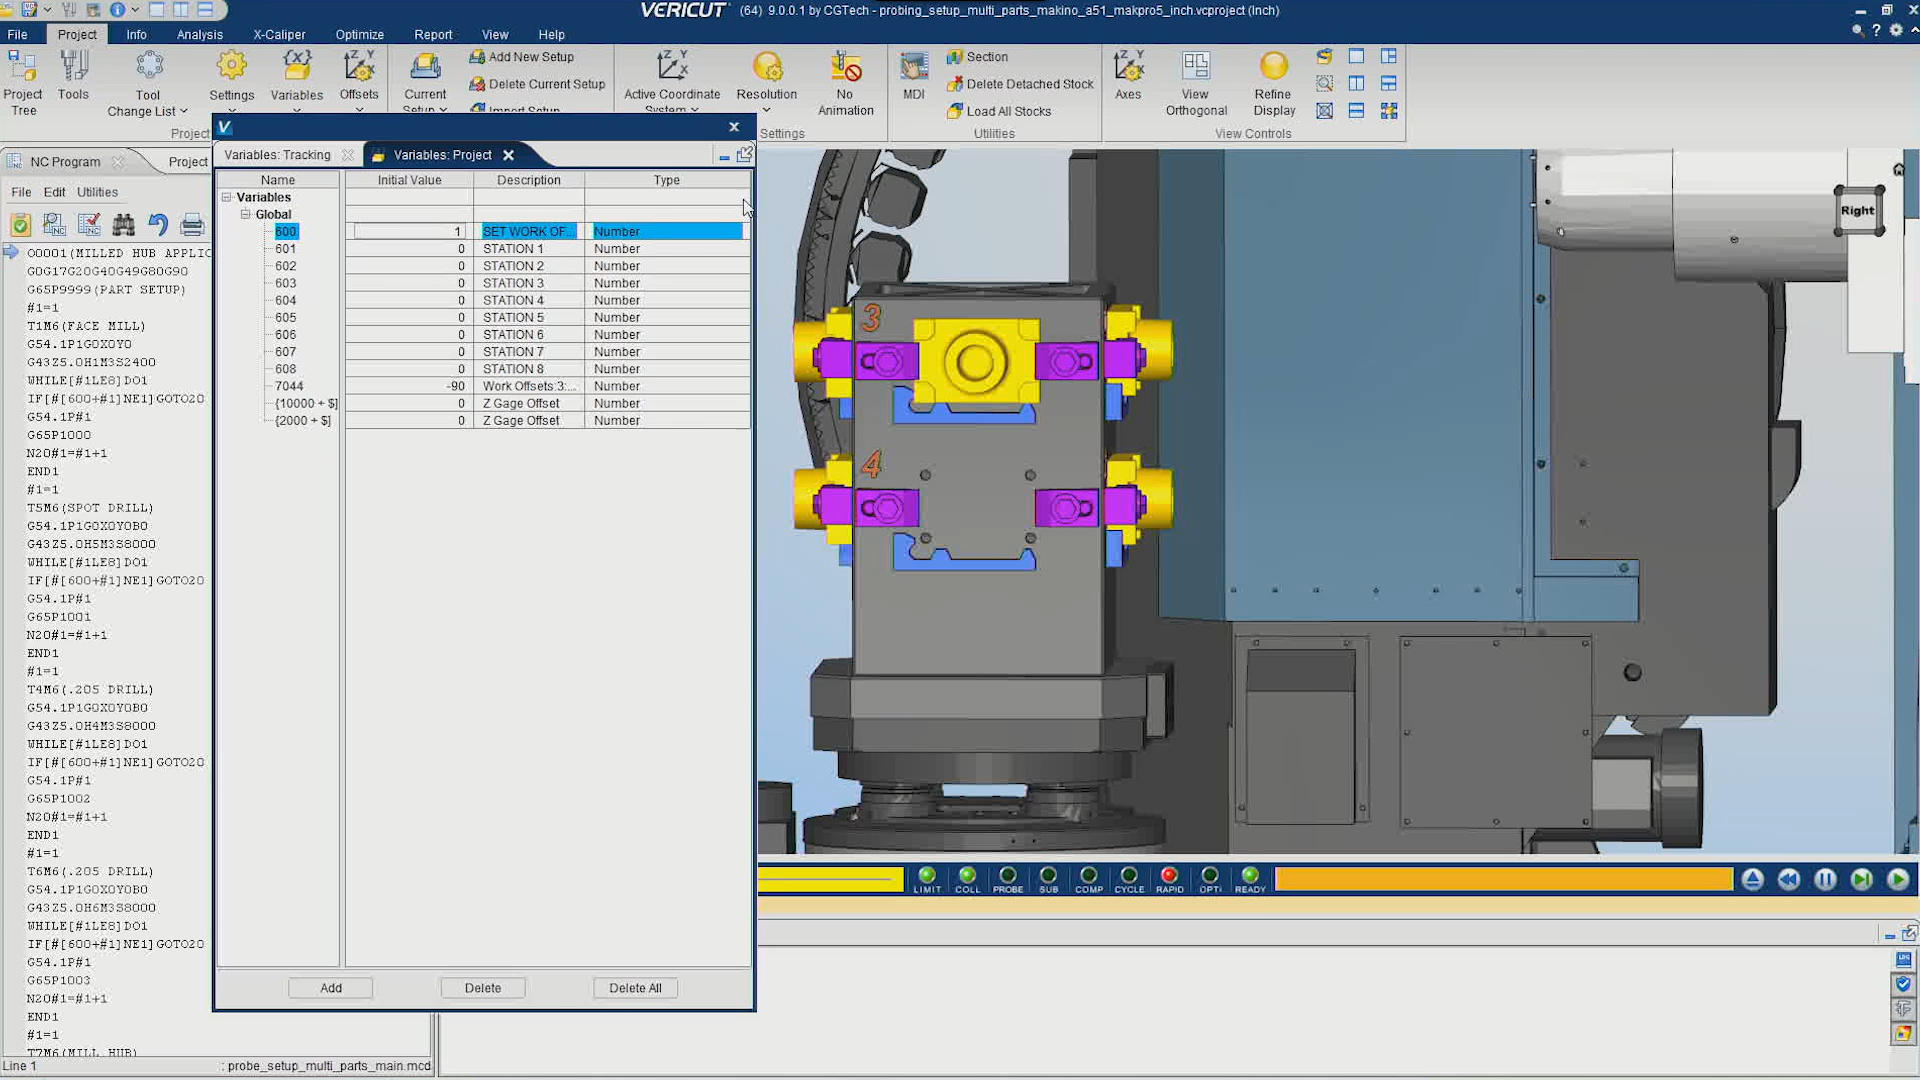 VERICUT (64) 9.0.0.1 by CGTech - probing_setup_multi_parts_makino_a51_makpro5_inch.vcproject (Inch)
File Project Info Analysis X-Caliper Optimize Report View Help
Project Tree
Tools
Tool Change List
Settings
Variables
Offsets
Current Setup
Add New Setup
Delete Current Setup
Import Setup
Active Coordinate System
Resolution
No Animation
MDI
Section
Delete Detached Stock
Load All Stocks
Axes
View Orthogonal
Refine Display
Project
Settings
Utilities
View Controls
NC Program
Project
File Edit Utilities
O0001(MILLED HUB APPLIC
G0G17G20G40G49G80G90
G65P9999(PART SETUP)
#1=1
T1M6(FACE MILL)
G54.1P1G0X0Y0
G43Z5.0H1M3S2400
WHILE[#1LE8]DO1
IF[#[600+#1]NE1]GOTO20
G54.1P#1
G65P1000
N20#1=#1+1
END1
#1=1
T5M6(SPOT DRILL)
G54.1P1G0X0Y0B0
G43Z5.0H5M3S8000
WHILE[#1LE8]DO1
IF[#[600+#1]NE1]GOTO20
G54.1P#1
G65P1001
N20#1=#1+1
END1
#1=1
T4M6(.205 DRILL)
G54.1P1G0X0Y0B0
G43Z5.0H4M3S8000
WHILE[#1LE8]DO1
IF[#[600+#1]NE1]GOTO20
G54.1P#1
G65P1002
N20#1=#1+1
END1
#1=1
T6M6(.205 DRILL)
G54.1P1G0X0Y0B0
G43Z5.0H6M3S8000
WHILE[#1LE8]DO1
IF[#[600+#1]NE1]GOTO20
G54.1P#1
G65P1003
N20#1=#1+1
END1
#1=1
T7M6(MILL HUB)
Line 1 : probe_setup_multi_parts_main.mcd
V
Variables: Tracking
Variables: Project
Name Initial Value Description Type
Variables
Global
600 1 SET WORK OF... Number
601 0 STATION 1 Number
602 0 STATION 2 Number
603 0 STATION 3 Number
604 0 STATION 4 Number
605 0 STATION 5 Number
606 0 STATION 6 Number
607 0 STATION 7 Number
608 0 STATION 8 Number
7044 -90 Work Offsets:3:... Number
{10000 + $] 0 Z Gage Offset Number
{2000 + $] 0 Z Gage Offset Number
Add Delete Delete All
3
4
Right
LIMIT COLL PROBE SUB COMP CYCLE RAPID OPTI READY